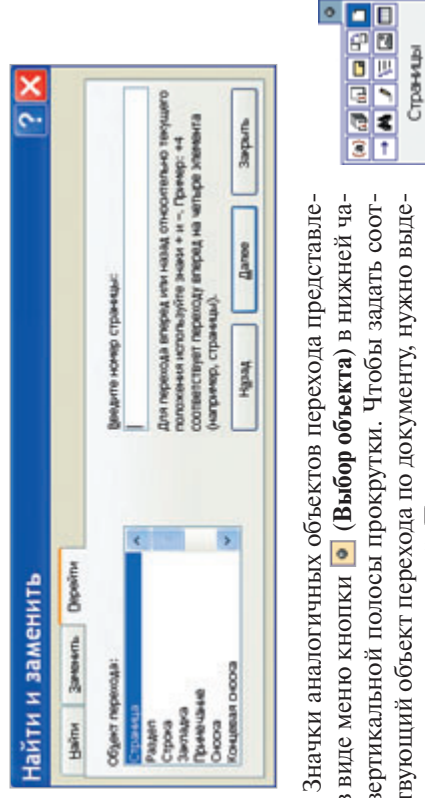 Найти и заменить
Найти Заменить Перейти
Объект перехода:
Страница
Раздел
Строка
Закладка
Примечание
Сноска
Концевая сноска
Введите номер страницы:
Для перехода вперед или назад относительно текущего
положения используйте знаки + и –. Пример: +4
соответствует переходу вперед на четыре элемента
(например, страницы).
Назад Далее Закрыть
Значки аналогичных объектов перехода представле-
в виде меню кнопки (Выбор объекта) в нижней ча-
вертикальной полосы прокрутки. Чтобы задать соот-
твующий объект перехода по документу, нужно выде-
Страницы